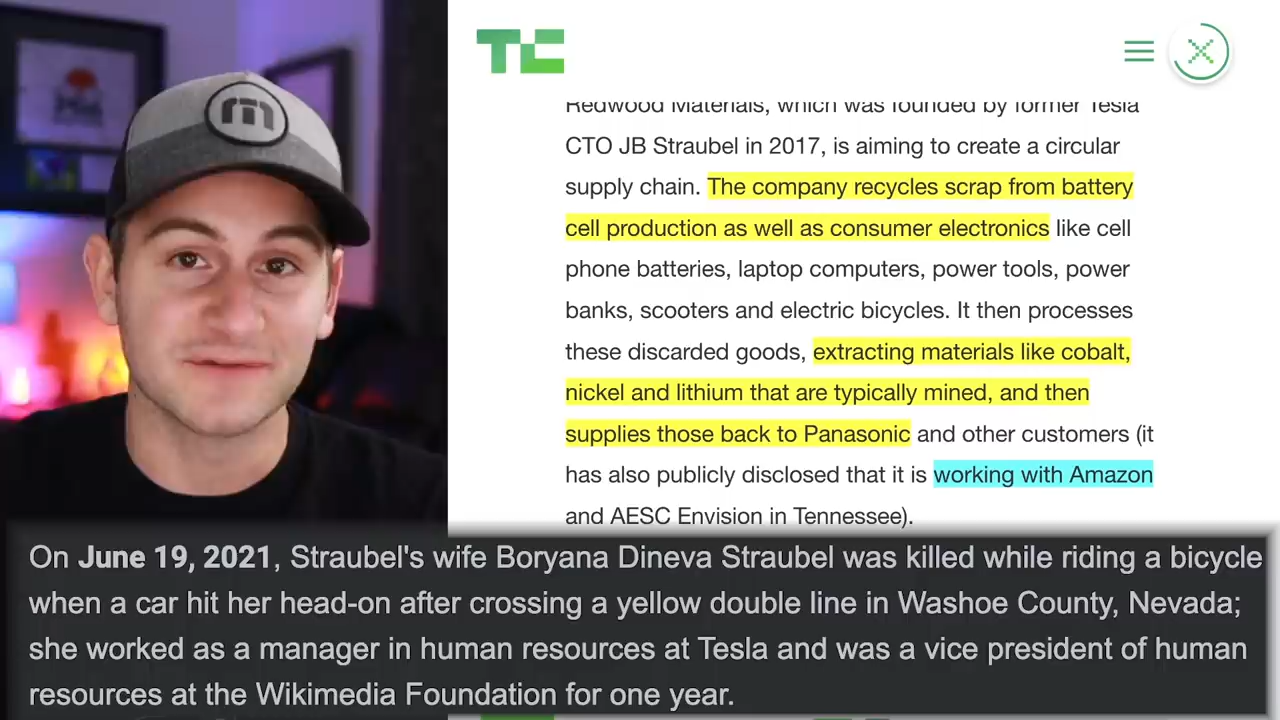 TC
Redwood Materials, which was founded by former Tesla
CTO JB Straubel in 2017, is aiming to create a circular
supply chain. The company recycles scrap from battery
cell production as well as consumer electronics like cell
phone batteries, laptop computers, power tools, power
banks, scooters and electric bicycles. It then processes
these discarded goods, extracting materials like cobalt,
nickel and lithium that are typically mined, and then
supplies those back to Panasonic and other customers (it
has also publicly disclosed that it is working with Amazon
and AESC Envision in Tennessee).
On June 19, 2021, Straubel's wife Boryana Dineva Straubel was killed while riding a bicycle
when a car hit her head-on after crossing a yellow double line in Washoe County, Nevada;
she worked as a manager in human resources at Tesla and was a vice president of human
resources at the Wikimedia Foundation for one year.